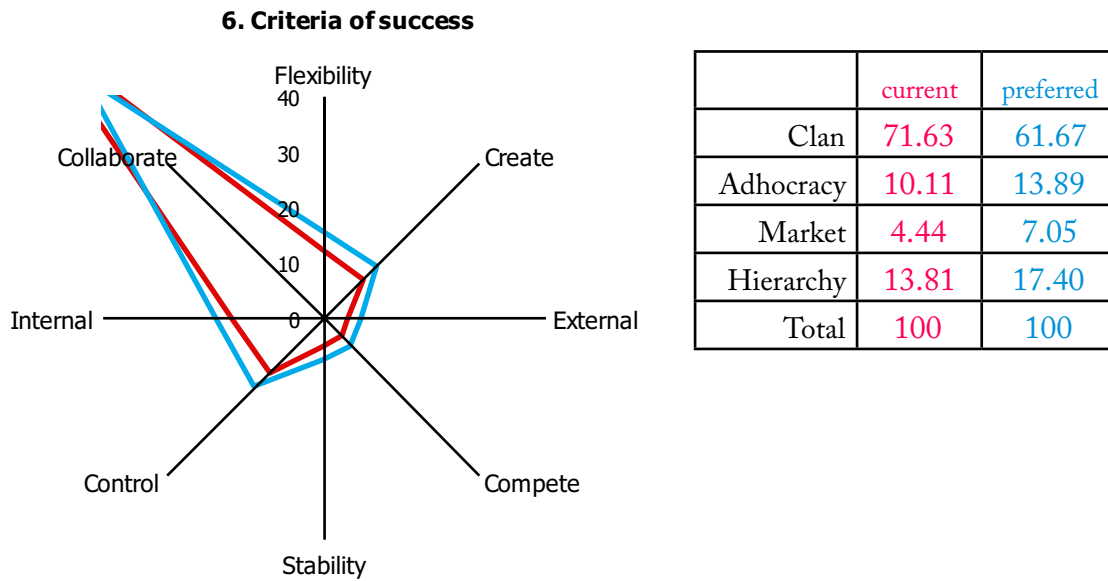 6. Criteria of success
Flexibility
40
30
20
10
0
Collaborate
Create
Internal
External
Control
Compete
Stability
current preferred
Clan 71.63 61.67
Adhocracy 10.11 13.89
Market 4.44 7.05
Hierarchy 13.81 17.40
Total 100 100